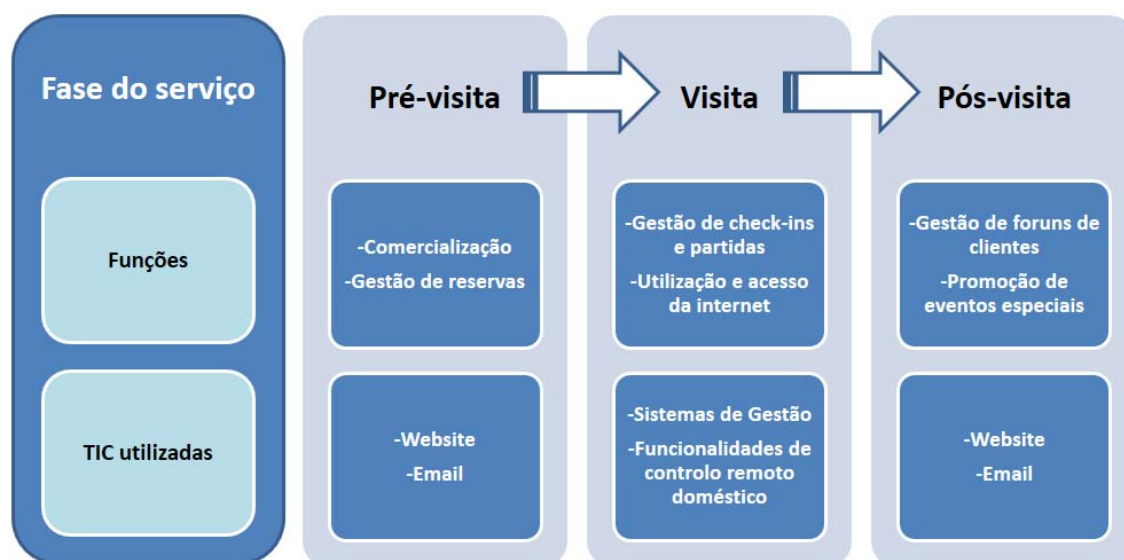 Fase do serviço
Pré-visita
Visita
Pós-visita
Funções
-Comercialização
-Gestão de reservas
-Gestão de check-ins
e partidas
-Utilização e acesso
da internet
-Gestão de foruns de
clientes
-Promoção de
eventos especiais
TIC utilizadas
-Website
-Email
-Sistemas de Gestão
-Funcionalidades de
controlo remoto
doméstico
-Website
-Email